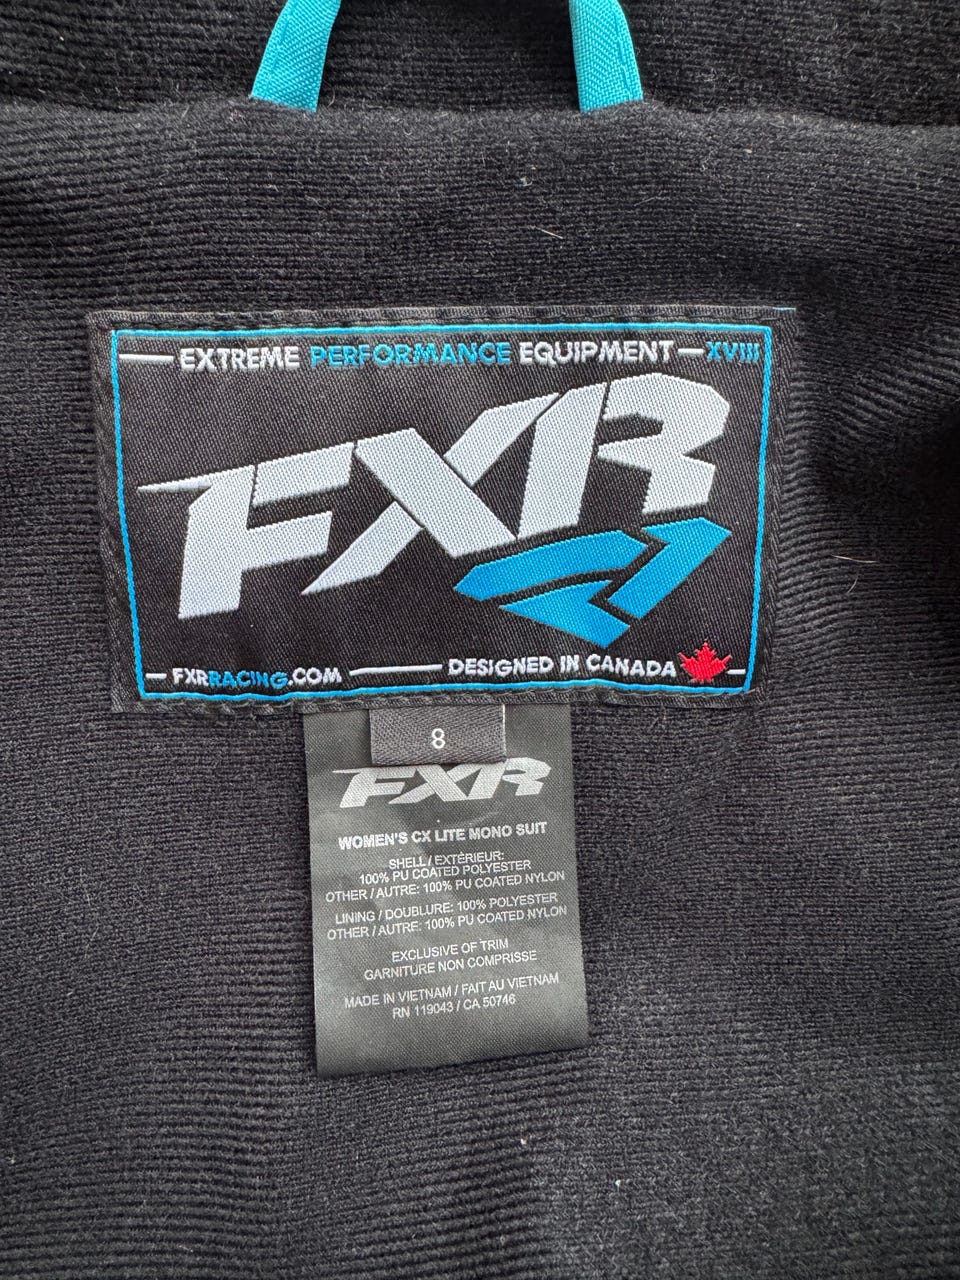 EXTREME PERFORMANCE EQUIPMENT — XVIII
FXR
— FXRRACING.COM — DESIGNED IN CANADA —
8
FXR
WOMEN'S CX LITE MONO SUIT
SHELL / EXTÉRIEUR:
100% PU COATED POLYESTER
OTHER / AUTRE: 100% PU COATED NYLON
LINING / DOUBLURE: 100% POLYESTER
OTHER / AUTRE: 100% PU COATED NYLON
EXCLUSIVE OF TRIM
GARNITURE NON COMPRISSE
MADE IN VIETNAM / FAIT AU VIETNAM
RN 119043 / CA 50746